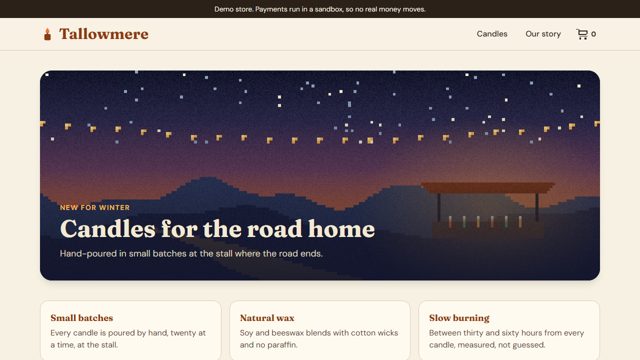 Demo store. Payments run in a sandbox, so no real money moves.
Tallowmere
Candles
Our story
0
NEW FOR WINTER
Candles for the road home
Hand-poured in small batches at the stall where the road ends.
Small batches
Every candle is poured by hand, twenty at
a time, at the stall.
Natural wax
Soy and beeswax blends with cotton wicks
and no paraffin.
Slow burning
Between thirty and sixty hours from every
candle, measured, not guessed.